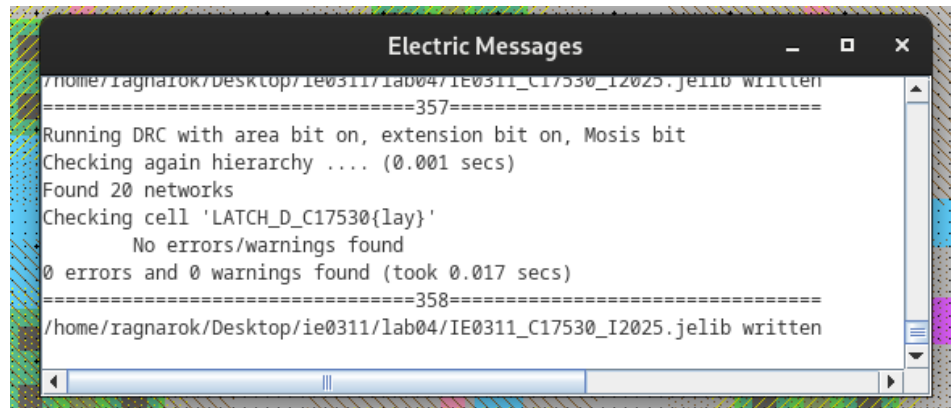 Electric Messages
/home/ragnarok/Desktop/ie0311/lab04/IE0311_C17530_I2025.jelib written
=================================357=================================
Running DRC with area bit on, extension bit on, Mosis bit
Checking again hierarchy .... (0.001 secs)
Found 20 networks
Checking cell 'LATCH_D_C17530{lay}'
No errors/warnings found
0 errors and 0 warnings found (took 0.017 secs)
=================================358=================================
/home/ragnarok/Desktop/ie0311/lab04/IE0311_C17530_I2025.jelib written